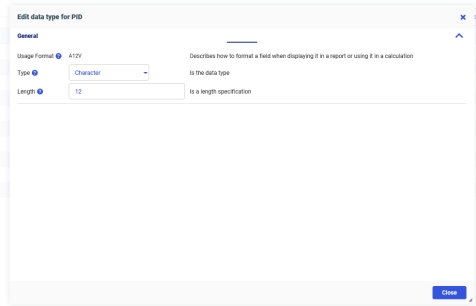 Edit data type for PID
General
Usage Format A12V Describes how to format a field when displaying it in a report or using it in a calculation
Type Character Is the data type
Length 12 Is a length specification
Close